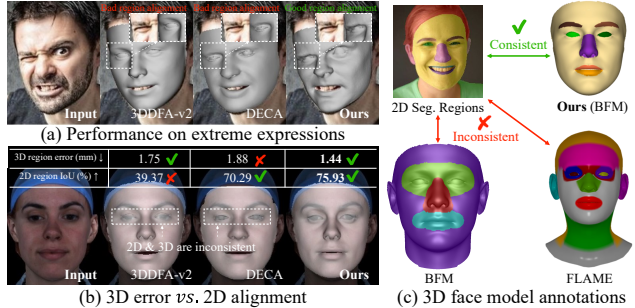 Bad region alignment Bad region alignment Good region alignment
Input 3DDFA-v2 DECA Ours
(a) Performance on extreme expressions
3D region error (mm) ↓ 1.75 ✔ 1.88 ✘ 1.44 ✔
2D region IoU (%) ↑ 39.37 ✘ 70.29 ✔ 75.93 ✔
2D & 3D are inconsistent
Input 3DDFA-v2 DECA Ours
(b) 3D error vs. 2D alignment
✔
Consistent
2D Seg. Regions
Ours (BFM)
✘
Inconsistent
BFM
FLAME
(c) 3D face model annotations